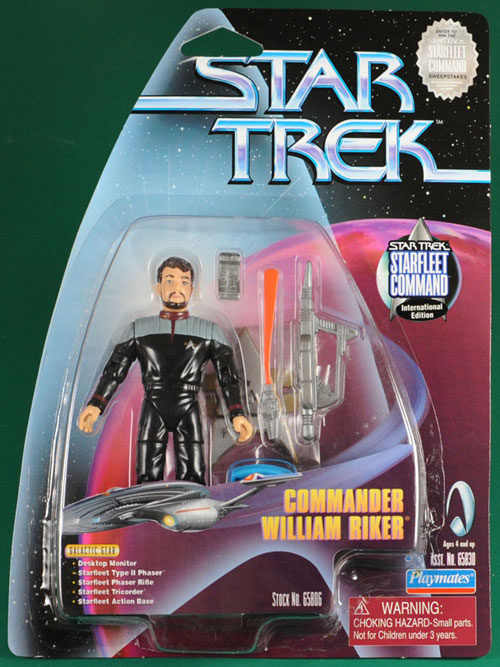 ENTER TO
WIN THE
STARFLEET
COMMAND
SWEEPSTAKES
STAR
TREK™
STAR TREK
STARFLEET
COMMAND
International
Edition
COMMANDER
WILLIAM RIKER®
GALACTIC GEAR
• Desktop Monitor
• Starfleet Type II Phaser
• Starfleet Phaser Rifle
• Starfleet Tricorder
• Starfleet Action Base
STOCK NO. 65806
Ages 4 and up
ASST. NO. 65830
Playmates®
WARNING:
CHOKING HAZARD-Small parts.
Not for Children under 3 years.